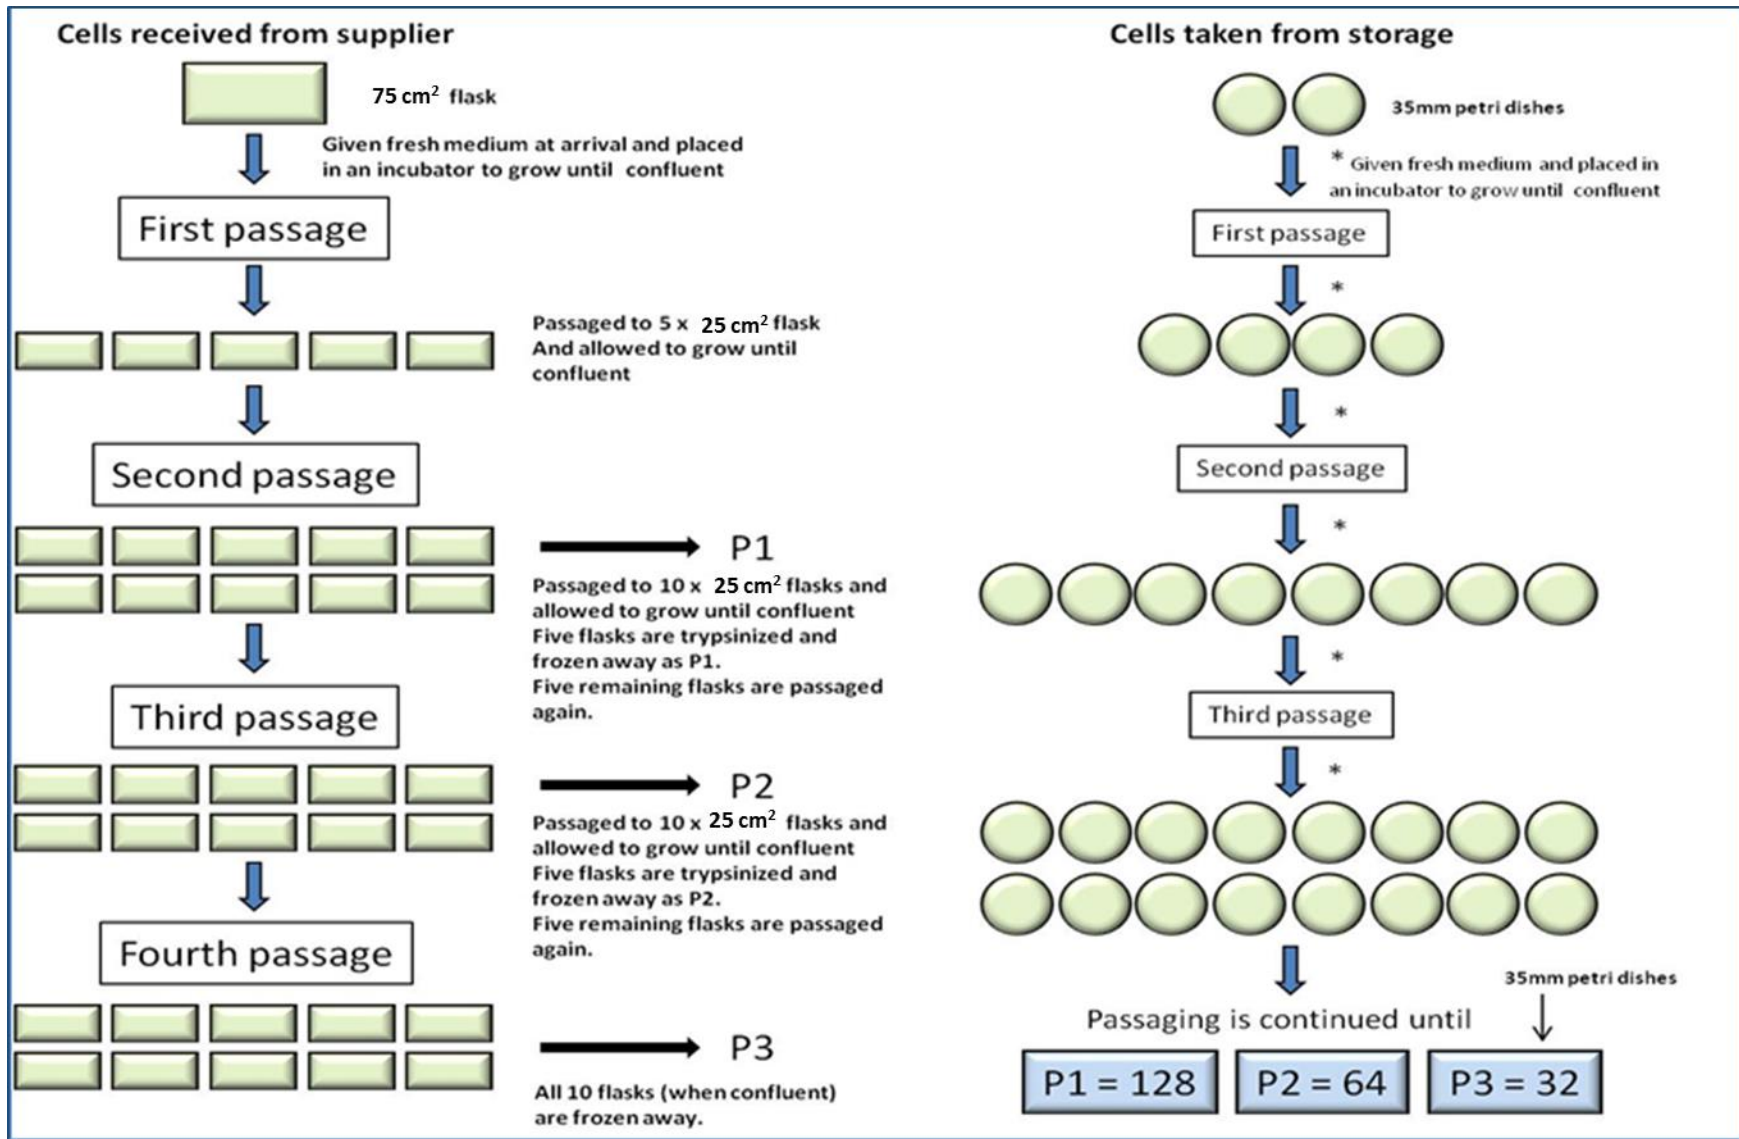 Cells received from supplier
75 cm² flask
Given fresh medium at arrival and placed
in an incubator to grow until confluent
First passage
Passaged to 5 x 25 cm² flask
And allowed to grow until
confluent
Second passage
P1
Passaged to 10 x 25 cm² flasks and
allowed to grow until confluent
Five flasks are trypsinized and
frozen away as P1.
Five remaining flasks are passaged
again.
Third passage
P2
Passaged to 10 x 25 cm² flasks and
allowed to grow until confluent
Five flasks are trypsinized and
frozen away as P2.
Five remaining flasks are passaged
again.
Fourth passage
P3
All 10 flasks (when confluent)
are frozen away.
Cells taken from storage
35mm petri dishes
* Given fresh medium and placed in
an incubator to grow until confluent
First passage
*
*
Second passage
*
*
Third passage
*
35mm petri dishes
Passaging is continued until
P1 = 128 P2 = 64 P3 = 32